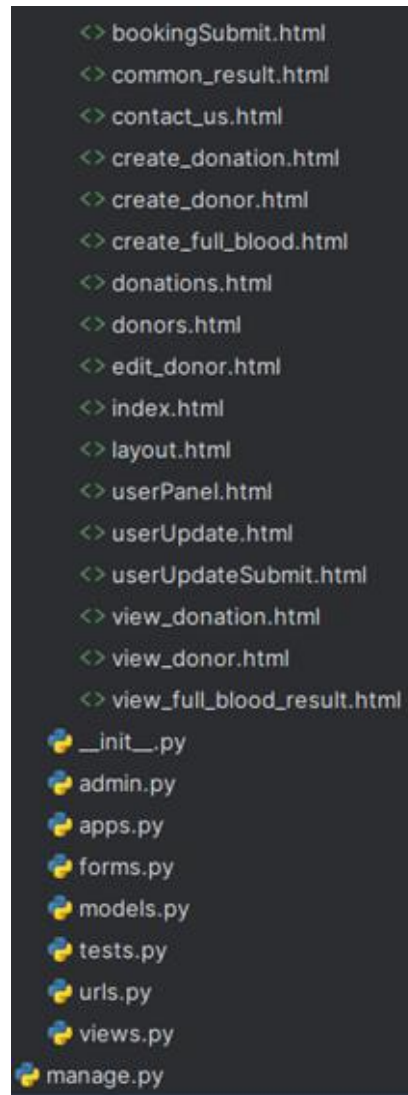 bookingSubmit.html
common_result.html
contact_us.html
create_donation.html
create_donor.html
create_full_blood.html
donations.html
donors.html
edit_donor.html
index.html
layout.html
userPanel.html
userUpdate.html
userUpdateSubmit.html
view_donation.html
view_donor.html
view_full_blood_result.html
__init__.py
admin.py
apps.py
forms.py
models.py
tests.py
urls.py
views.py
manage.py